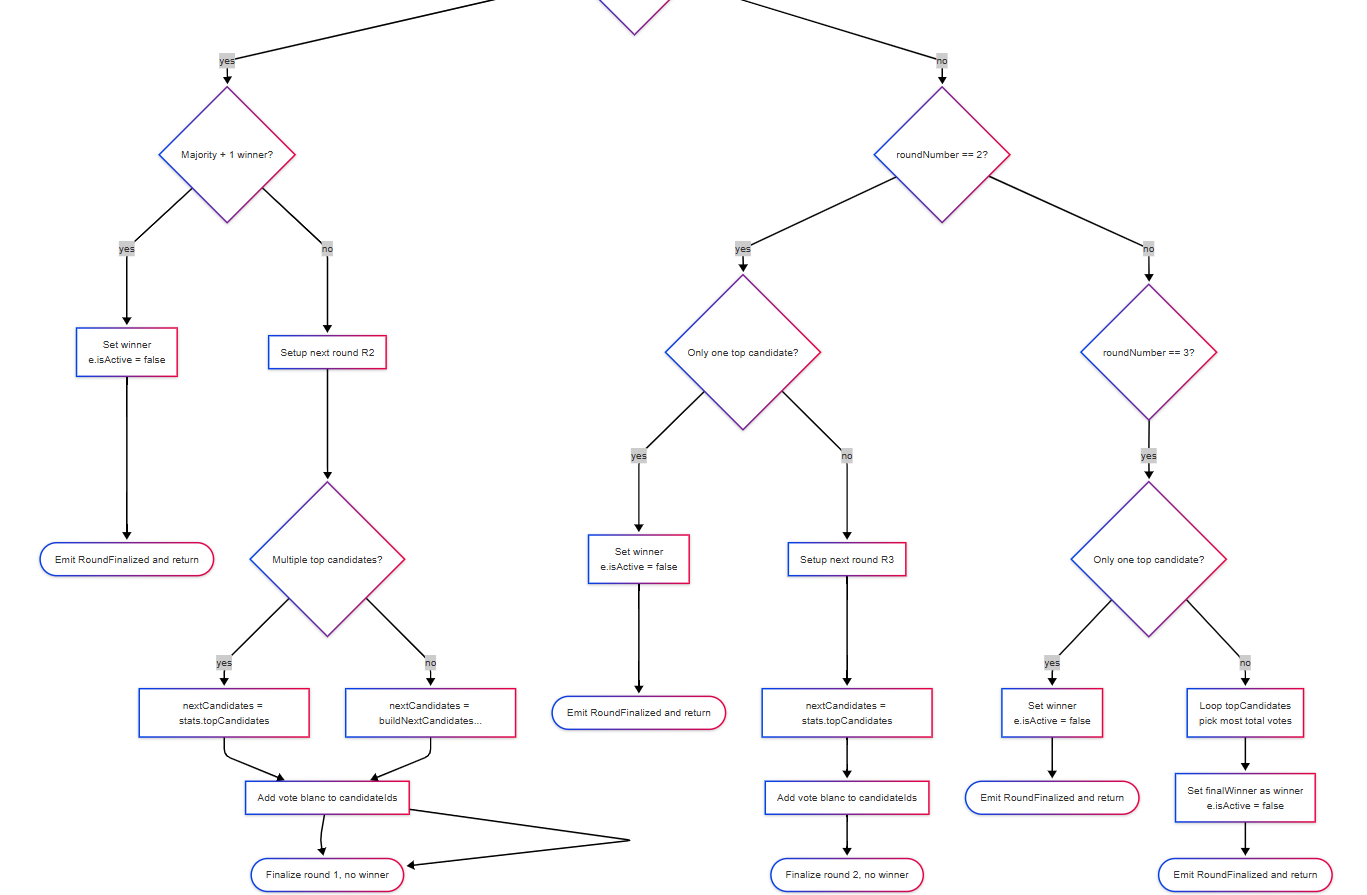 yes
no
Majority + 1 winner?
roundNumber == 2?
yes
no
yes
no
Set winner
e.isActive = false
Setup next round R2
Only one top candidate?
roundNumber == 3?
yes
no
yes
Emit RoundFinalized and return
Multiple top candidates?
Set winner
e.isActive = false
Setup next round R3
Only one top candidate?
yes
no
yes
no
nextCandidates =
stats.topCandidates
nextCandidates =
buildNextCandidates...
Emit RoundFinalized and return
nextCandidates =
stats.topCandidates
Set winner
e.isActive = false
Loop topCandidates
pick most total votes
Add vote blanc to candidateIds
Add vote blanc to candidateIds
Emit RoundFinalized and return
Set finalWinner as winner
e.isActive = false
Finalize round 1, no winner
Finalize round 2, no winner
Emit RoundFinalized and return